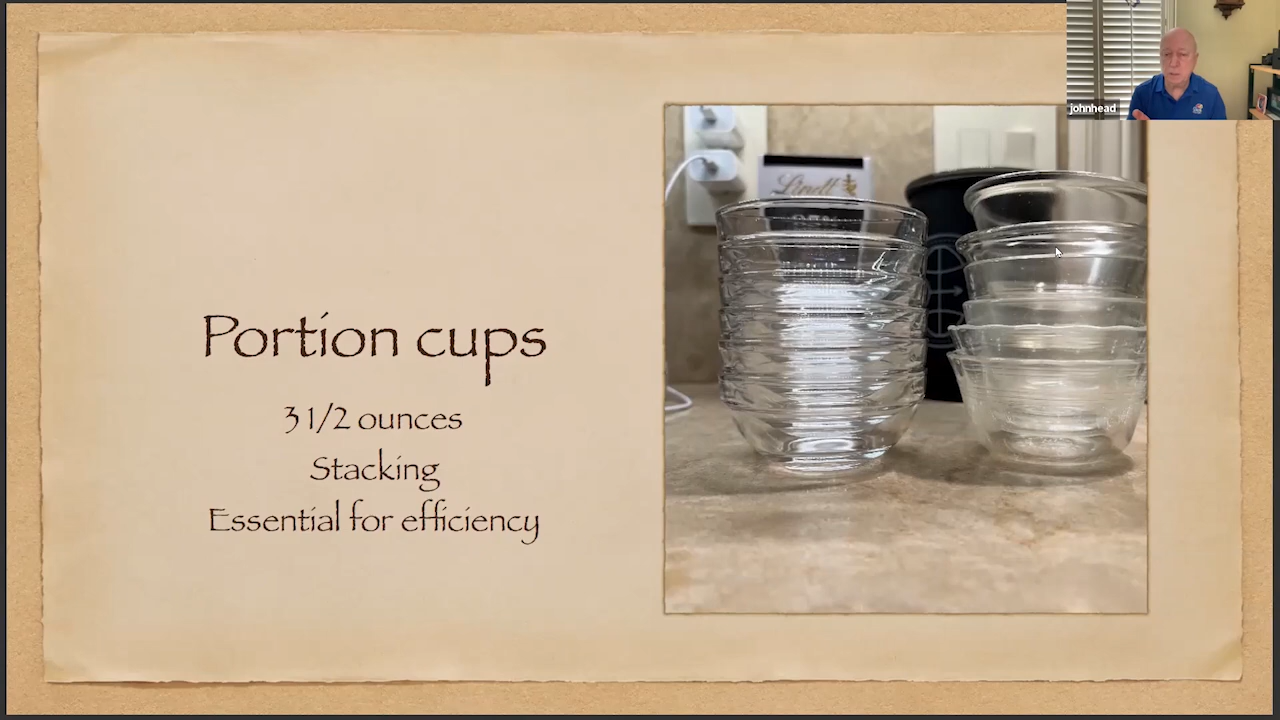 johnhead
Lindt
Portion cups
3 1/2 ounces
Stacking
Essential for efficiency